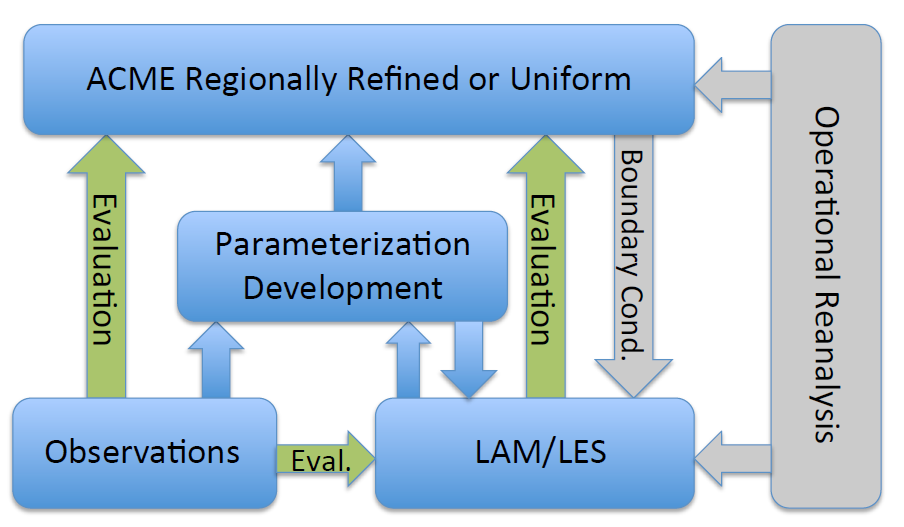 ACME Regionally Refined or Uniform
Operational Reanalysis
Evaluation
Evaluation
Boundary Cond.
Parameterization
Development
Observations
Eval.
LAM/LES